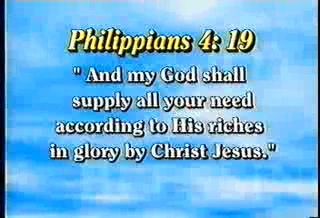 Philippians 4: 19
" And my God shall
supply all your need
according to His riches
in glory by Christ Jesus."